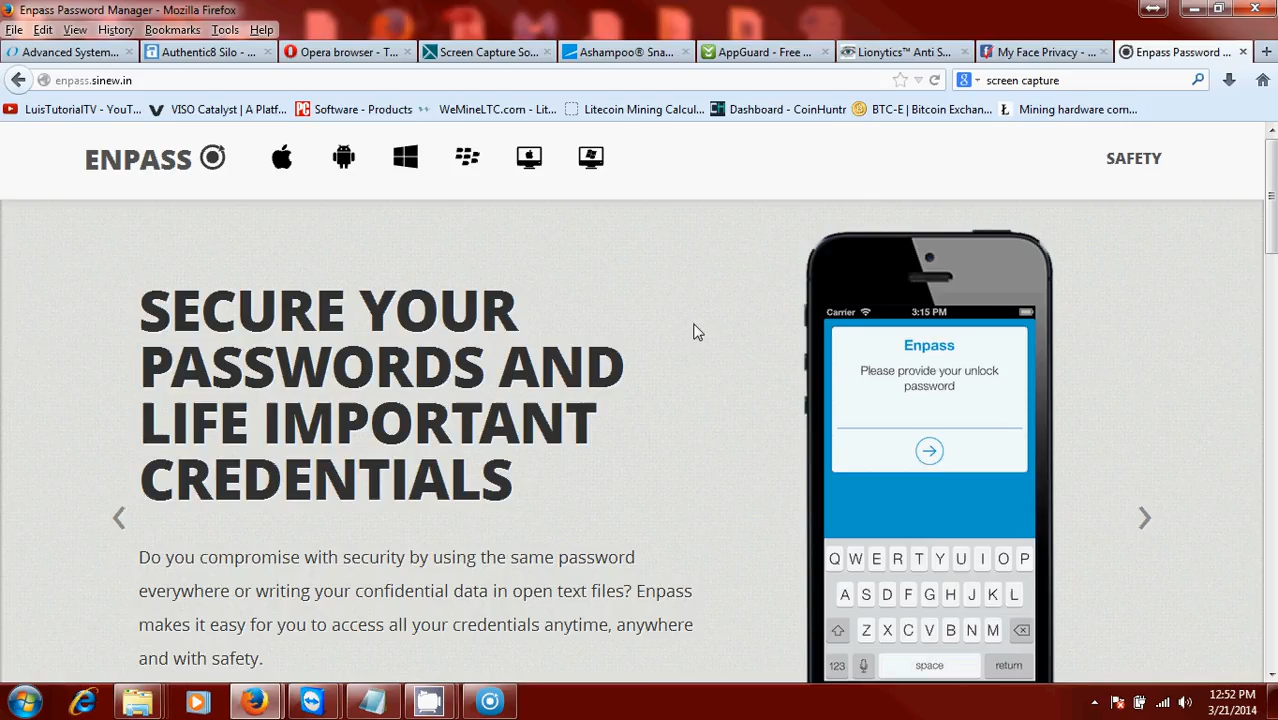 Enpass Password Manager - Mozilla Firefox
File Edit View History Bookmarks Tools Help
Advanced System...
Authentic8 Silo - ...
Opera browser - T...
Screen Capture So...
Ashampoo® Sna...
AppGuard - Free ...
Lionytics™ Anti S...
My Face Privacy - ...
Enpass Password ...
enpass.sinew.in
screen capture
LuisTutorialTV - YouT...
VISO Catalyst | A Platf...
Software - Products
WeMineLTC.com - Lit...
Litecoin Mining Calcul...
Dashboard - CoinHuntr
BTC-E | Bitcoin Exchan...
Mining hardware com...
ENPASS
SAFETY
SECURE YOUR
PASSWORDS AND
LIFE IMPORTANT
CREDENTIALS
Do you compromise with security by using the same password
everywhere or writing your confidential data in open text files? Enpass
makes it easy for you to access all your credentials anytime, anywhere
and with safety.
Carrier 3:15 PM
Enpass
Please provide your unlock
password
Q W E R T Y U I O P
A S D F G H J K L
Z X C V B N M
123 space return
12:52 PM
3/21/2014